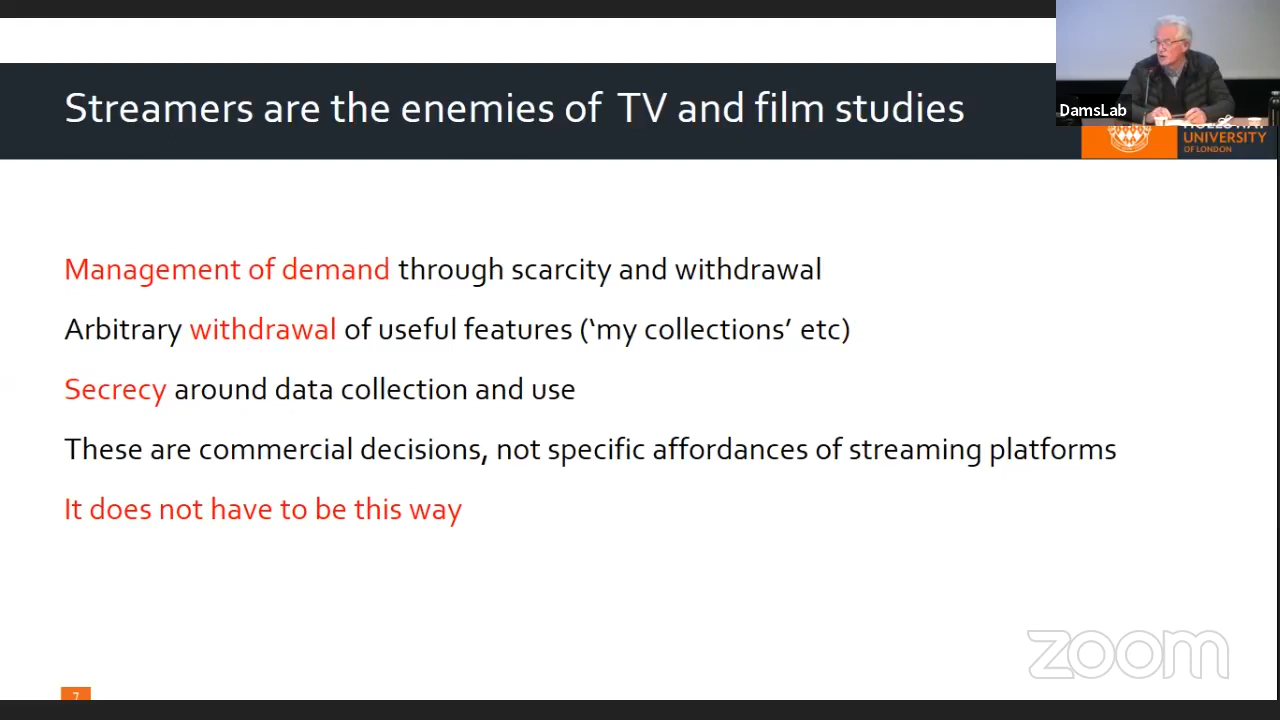 Streamers are the enemies of TV and film studies
DamsLab
UNIVERSITY
OF LONDON
Management of demand through scarcity and withdrawal
Arbitrary withdrawal of useful features (‘my collections’ etc)
Secrecy around data collection and use
These are commercial decisions, not specific affordances of streaming platforms
It does not have to be this way
zoom
7